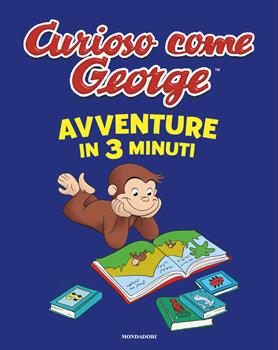 Curioso come
George™
AVVENTURE
IN 3 MINUTI
MONDADORI